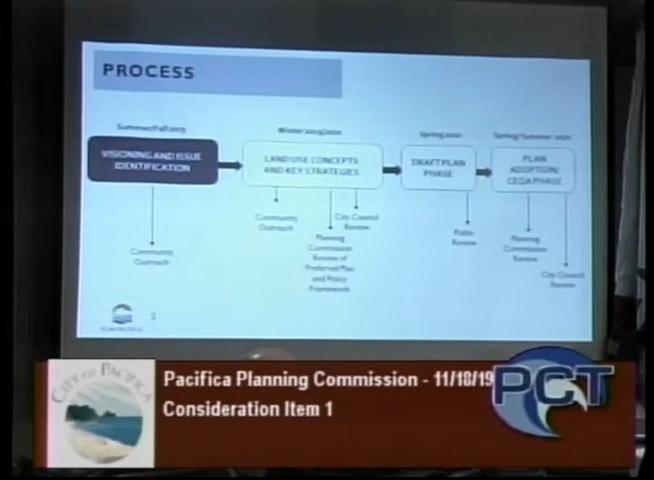 PROCESS
Summer/Fall 2019
Winter 2019/2020
Spring 2020
Spring/Summer 2020
VISIONING AND ISSUE
IDENTIFICATION
LAND USE CONCEPTS
AND KEY STRATEGIES
DRAFT PLAN
PHASE
PLAN
ADOPTION/
CEQA PHASE
Community
Outreach
Community
Outreach
Planning
Commission
Review of
Preferred Plan
and Policy
Framework
City Council
Review
Public
Review
Planning
Commission
Review
City Council
Review
5
CITY OF PACIFICA
Pacifica Planning Commission - 11/18/19
Consideration Item 1
PCT